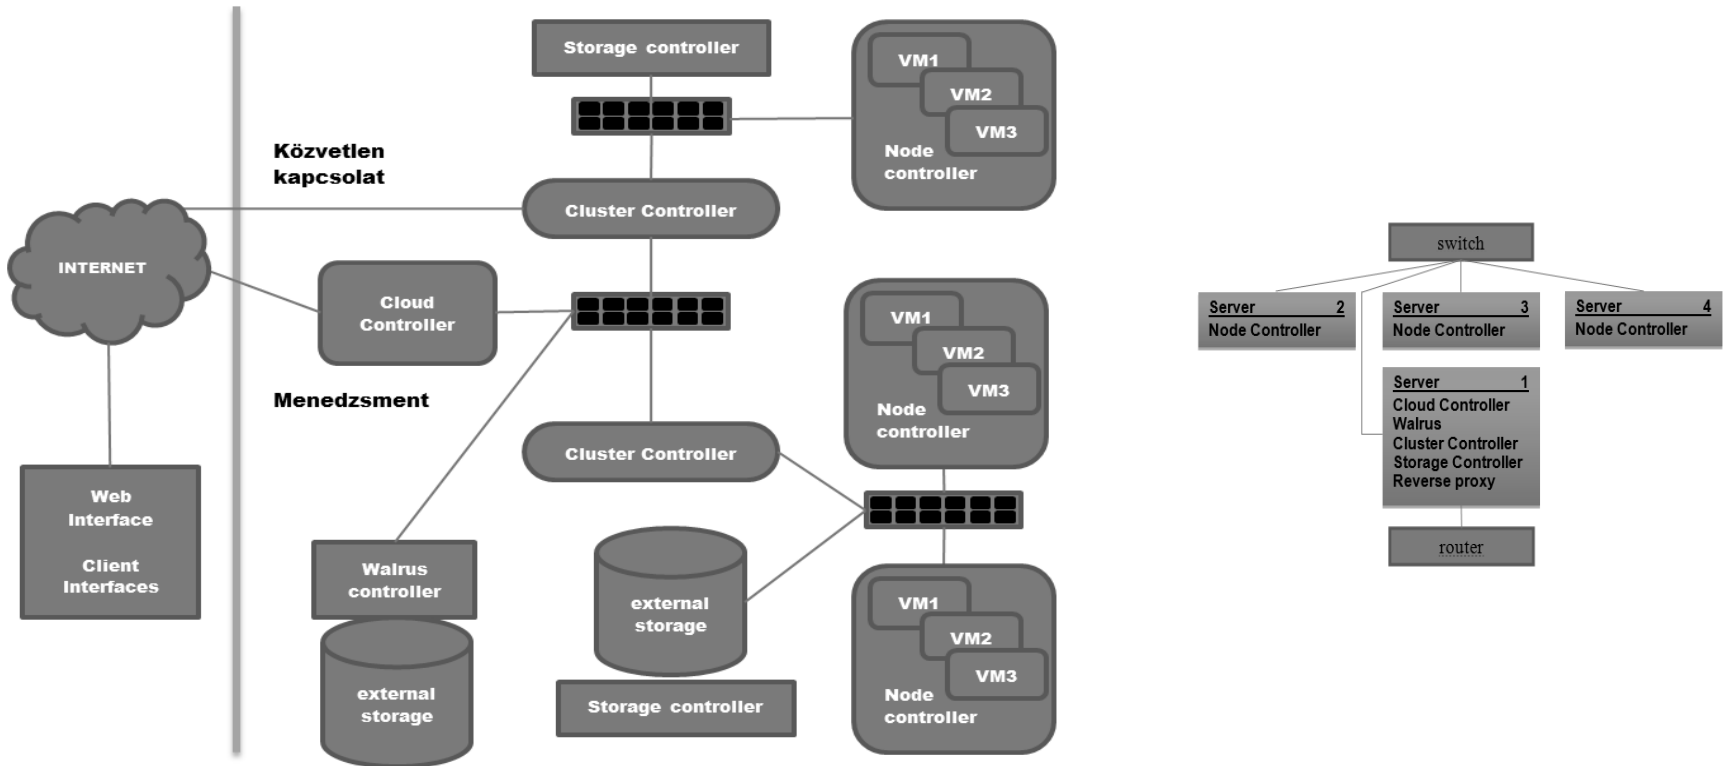 Storage controller
VM1
VM2
VM3
Node
controller
Közvetlen
kapcsolat
Cluster Controller
INTERNET
Cloud
Controller
Menedzsment
VM1
VM2
VM3
Node
controller
Cluster Controller
Web
Interface
Client
Interfaces
Walrus
controller
external
storage
external
storage
Storage controller
VM1
VM2
VM3
Node
controller
switch
Server 2
Node Controller
Server 3
Node Controller
Server 4
Node Controller
Server 1
Cloud Controller
Walrus
Cluster Controller
Storage Controller
Reverse proxy
router